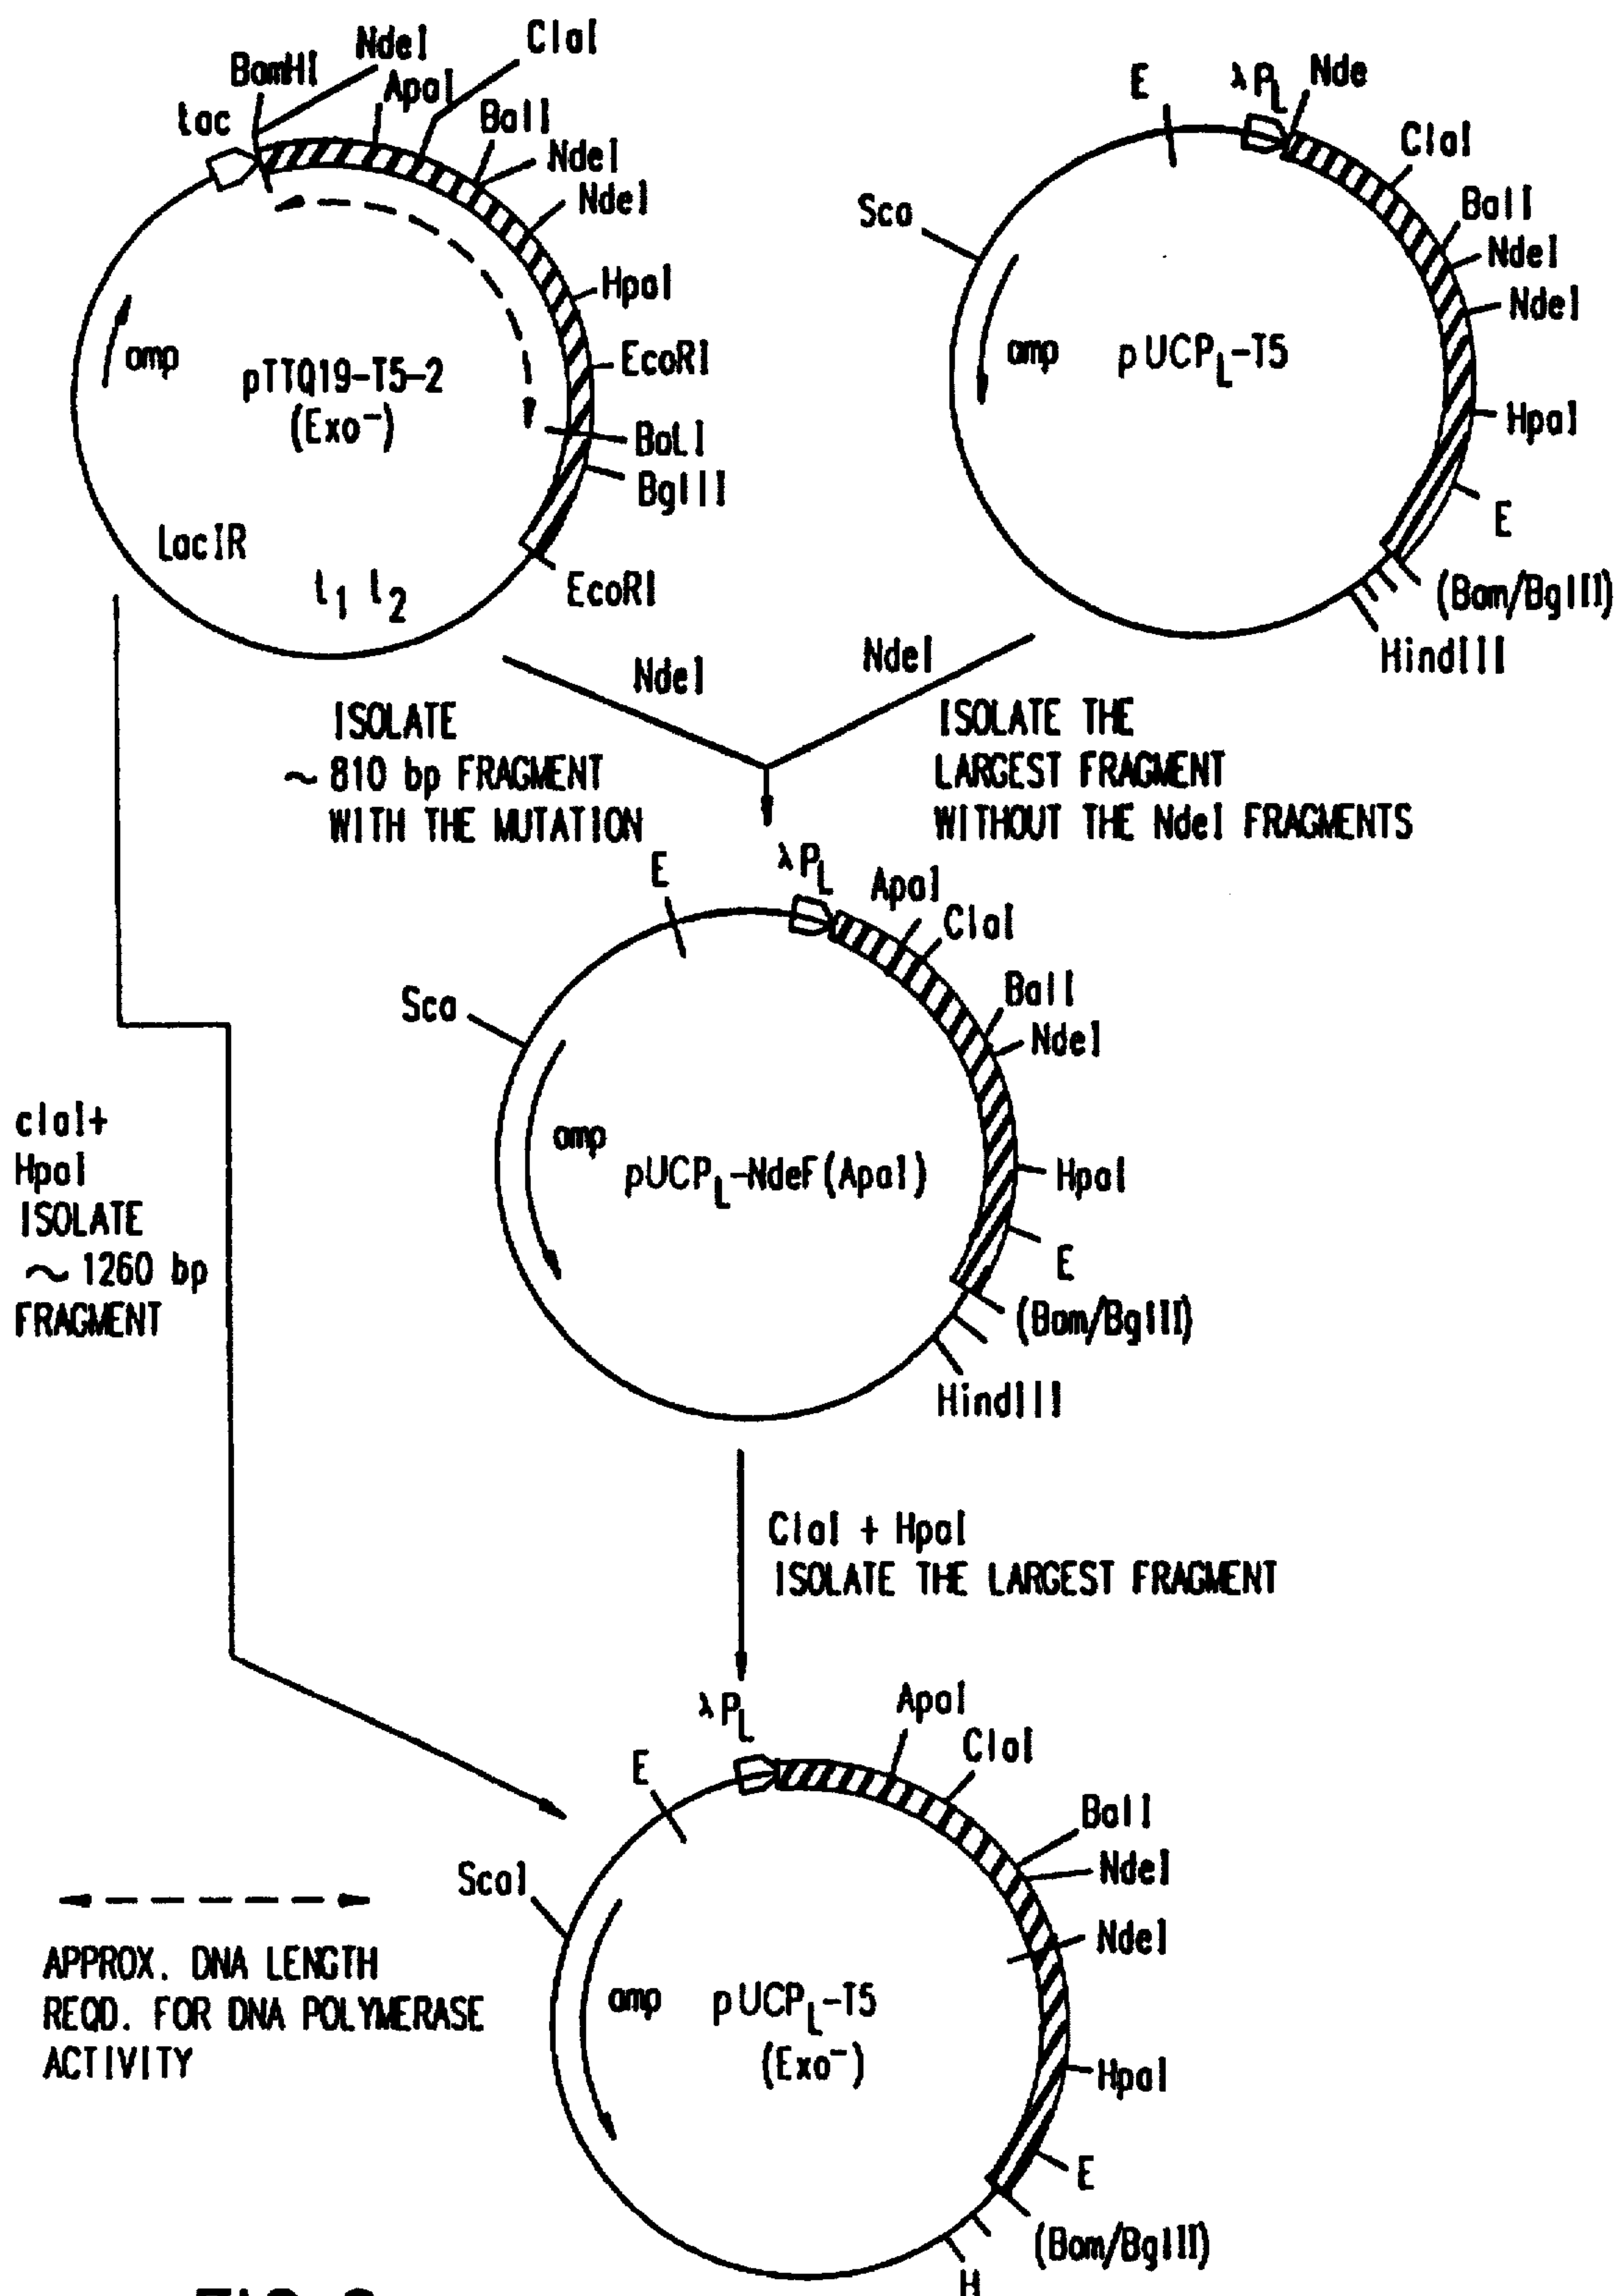 tac
BamHI
NdeI
ApaI
ClaI
BalI
NdeI
NdeI
HpaI
EcoRI
BaLI
BglII
EcoRI
amp
pTTQ19-T5-2
(Exo⁻)
LacIR
t₁ t₂
E
λPL
Nde
ClaI
BalI
NdeI
NdeI
HpaI
E
(Bam/BglII)
HindIII
Sca
amp
pUCPL-T5
NdeI
NdeI
ISOLATE
~ 810 bp FRAGMENT
WITH THE MUTATION
ISOLATE THE
LARGEST FRAGMENT
WITHOUT THE NdeI FRAGMENTS
E
λPL
ApaI
ClaI
BalI
NdeI
HpaI
E
(Bam/BglII)
HindIII
Sca
amp
pUCPL-NdeF(ApaI)
claI+
HpaI
ISOLATE
~ 1260 bp
FRAGMENT
ClaI + HpaI
ISOLATE THE LARGEST FRAGMENT
E
λPL
ApaI
ClaI
BalI
NdeI
NdeI
HpaI
E
(Bam/BglII)
H
ScaI
amp
pUCPL-T5
(Exo⁻)
APPROX. DNA LENGTH
REQD. FOR DNA POLYMERASE
ACTIVITY